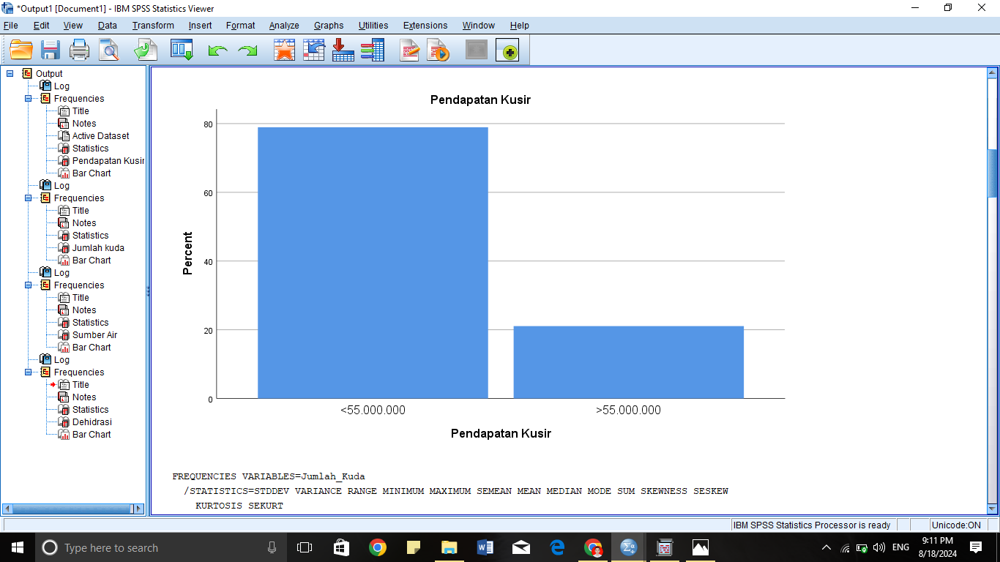 *Output1 [Document1] - IBM SPSS Statistics Viewer
File Edit View Data Transform Insert Format Analyze Graphs Utilities Extensions Window Help
Output
Log
Frequencies
Title
Notes
Active Dataset
Statistics
Pendapatan Kusir
Bar Chart
Log
Frequencies
Title
Notes
Statistics
Jumlah kuda
Bar Chart
Log
Frequencies
Title
Notes
Statistics
Sumber Air
Bar Chart
Log
Frequencies
Title
Notes
Statistics
Dehidrasi
Bar Chart
Pendapatan Kusir
Percent
80
60
40
20
0
<55.000.000 >55.000.000
Pendapatan Kusir
FREQUENCIES VARIABLES=Jumlah_Kuda
/STATISTICS=STDDEV VARIANCE RANGE MINIMUM MAXIMUM SEMEAN MEAN MEDIAN MODE SUM SKEWNESS SESKEW
KURTOSIS SEKURT
IBM SPSS Statistics Processor is ready Unicode:ON
Type here to search
ENG
9:11 PM
8/18/2024